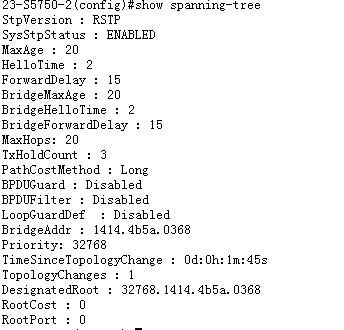 23-S5750-2(config)#show spanning-tree
StpVersion : RSTP
SysStpStatus : ENABLED
MaxAge : 20
HelloTime : 2
ForwardDelay : 15
BridgeMaxAge : 20
BridgeHelloTime : 2
BridgeForwardDelay : 15
MaxHops: 20
TxHoldCount : 3
PathCostMethod : Long
BPDUGuard : Disabled
BPDUFilter : Disabled
LoopGuardDef  : Disabled
BridgeAddr : 1414.4b5a.0368
Priority: 32768
TimeSinceTopologyChange : 0d:0h:1m:45s
TopologyChanges : 1
DesignatedRoot : 32768.1414.4b5a.0368
RootCost : 0
RootPort : 0